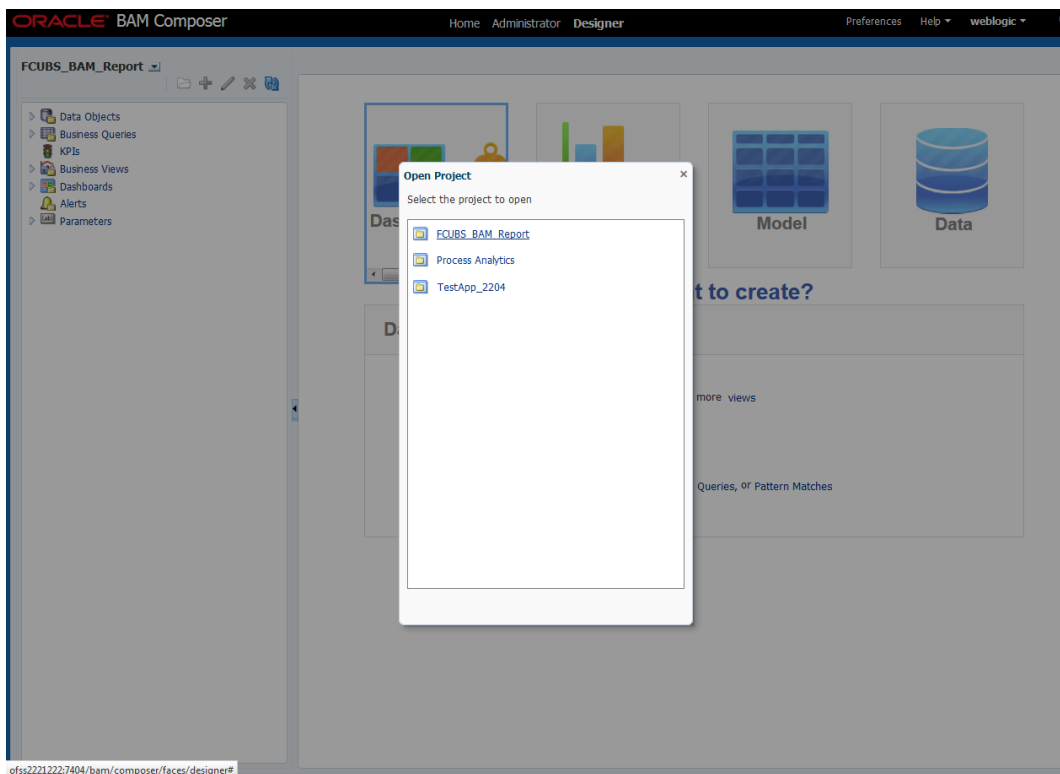 ORACLE BAM Composer
Home Administrator Designer
Preferences Help weblogic
FCUBS_BAM_Report
Data Objects
Business Queries
KPIs
Business Views
Dashboards
Alerts
Parameters
Das
Model
Data
Open Project
Select the project to open
FCUBS_BAM_Report
Process Analytics
TestApp_2204
t to create?
D
more views
Queries, or Pattern Matches
ofss2221222:7404/bam/composer/faces/designer#